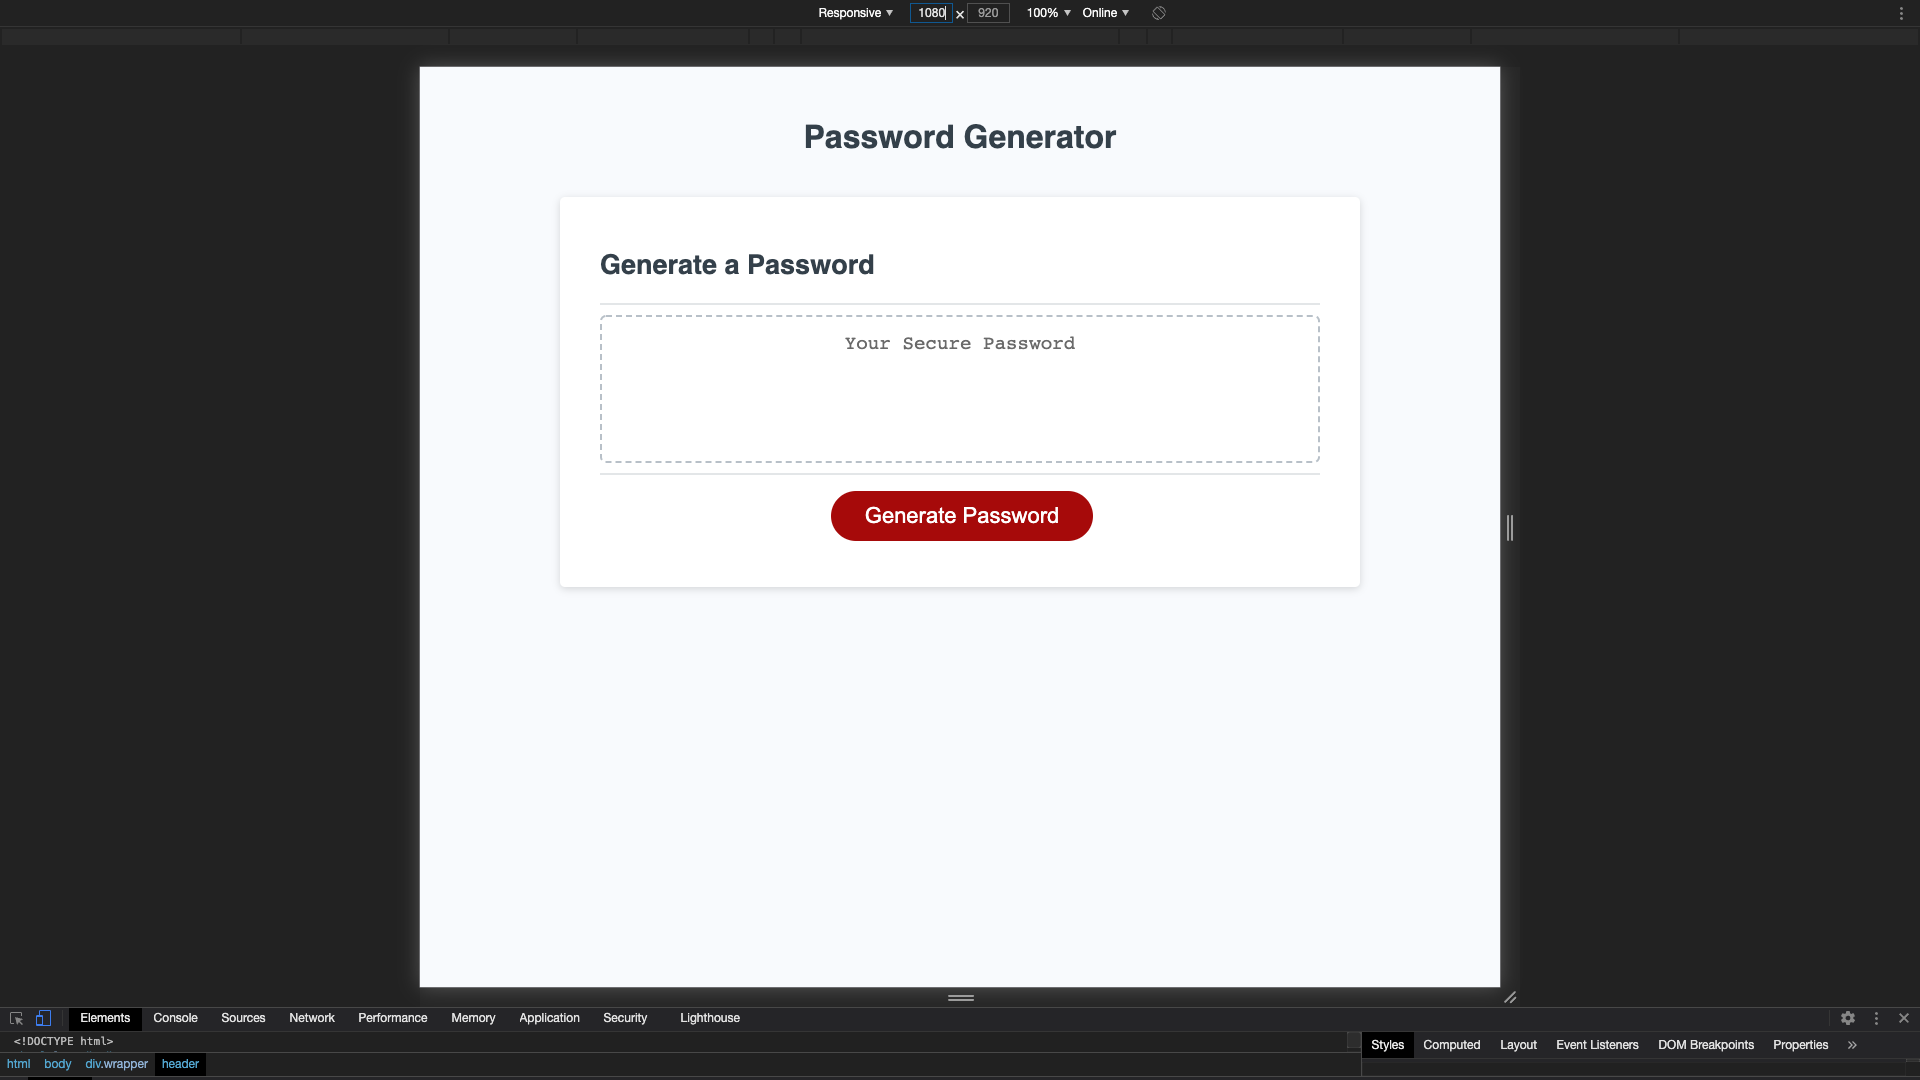 Responsive ▼ 1080 × 920 100% ▼ Online ▼
Password Generator
Generate a Password
Your Secure Password
Generate Password
Elements Console Sources Network Performance Memory Application Security Lighthouse
<!DOCTYPE html>
html body div.wrapper header
Styles Computed Layout Event Listeners DOM Breakpoints Properties »